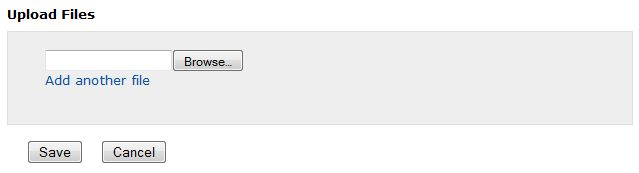 Upload Files
Browse...
Add another file
Save Cancel